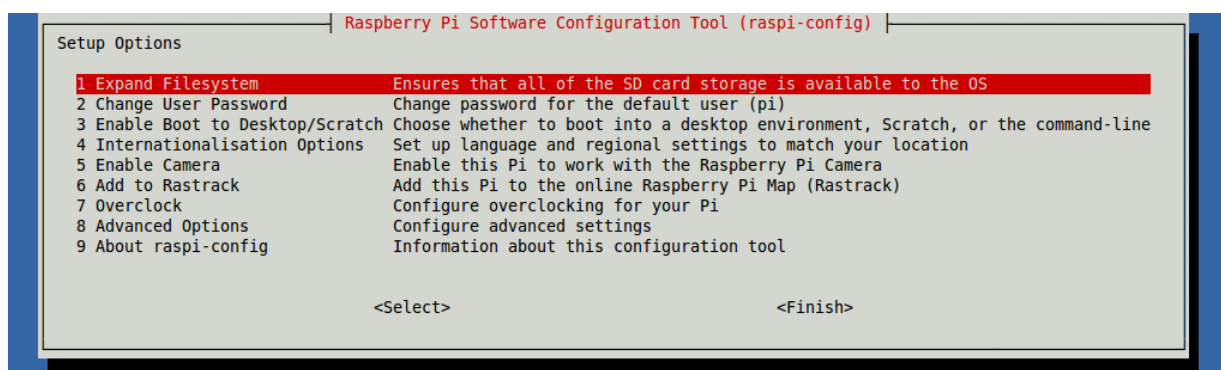 Raspberry Pi Software Configuration Tool (raspi-config)
Setup Options
1 Expand Filesystem Ensures that all of the SD card storage is available to the OS
2 Change User Password Change password for the default user (pi)
3 Enable Boot to Desktop/Scratch Choose whether to boot into a desktop environment, Scratch, or the command-line
4 Internationalisation Options Set up language and regional settings to match your location
5 Enable Camera Enable this Pi to work with the Raspberry Pi Camera
6 Add to Rastrack Add this Pi to the online Raspberry Pi Map (Rastrack)
7 Overclock Configure overclocking for your Pi
8 Advanced Options Configure advanced settings
9 About raspi-config Information about this configuration tool
<Select> <Finish>